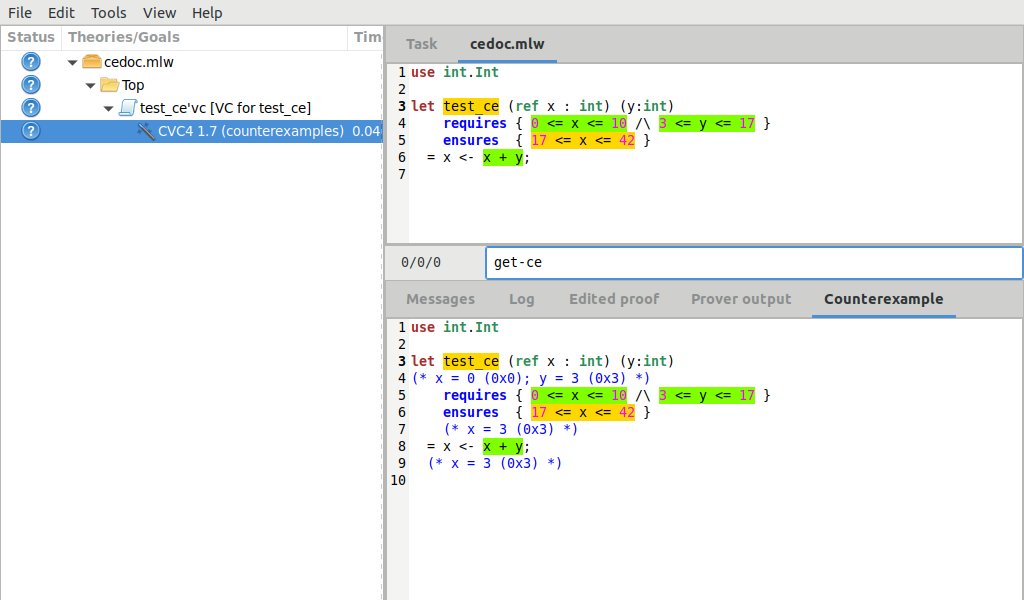 File Edit Tools View Help
Status Theories/Goals Tim
cedoc.mlw
Top
test_ce'vc [VC for test_ce]
CVC4 1.7 (counterexamples) 0.04
Task cedoc.mlw
1 use int.Int
2
3 let test_ce (ref x : int) (y:int)
4     requires { 0 <= x <= 10 /\ 3 <= y <= 17 }
5     ensures  { 17 <= x <= 42 }
6   = x <- x + y;
7
0/0/0 get-ce
Messages Log Edited proof Prover output Counterexample
1 use int.Int
2
3 let test_ce (ref x : int) (y:int)
4 (* x = 0 (0x0); y = 3 (0x3) *)
5     requires { 0 <= x <= 10 /\ 3 <= y <= 17 }
6     ensures  { 17 <= x <= 42 }
7     (* x = 3 (0x3) *)
8   = x <- x + y;
9   (* x = 3 (0x3) *)
10